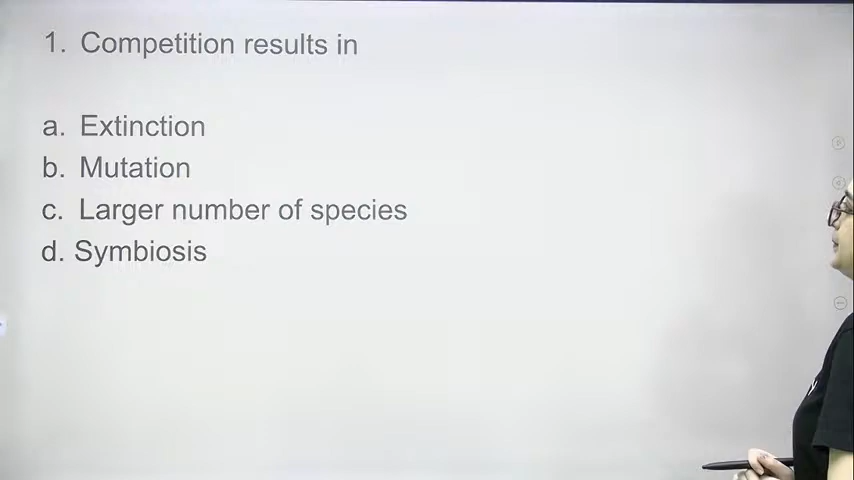 1. Competition results in
a. Extinction
b. Mutation
c. Larger number of species
d. Symbiosis